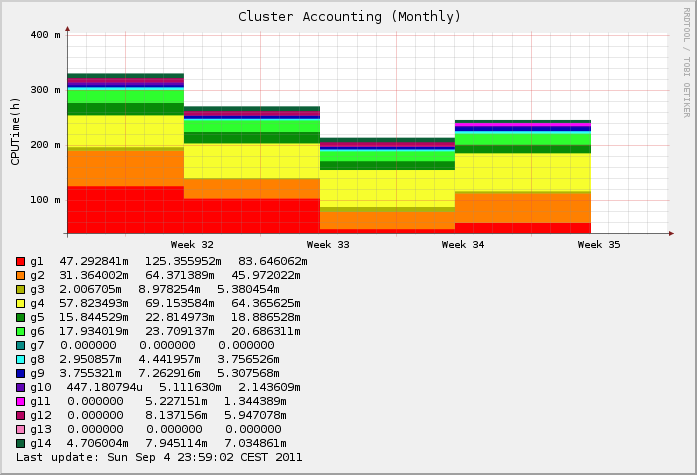 Cluster Accounting (Monthly)
RRDTOOL / TOBI OETIKER
CPUTime(h)
400 m
300 m
200 m
100 m
Week 32 Week 33 Week 34 Week 35
g1 47.292841m 125.355952m 83.646062m
g2 31.364002m 64.371389m 45.972022m
g3 2.006705m 8.978254m 5.380454m
g4 57.823493m 69.153584m 64.365625m
g5 15.844529m 22.814973m 18.886528m
g6 17.934019m 23.709137m 20.686311m
g7 0.000000 0.000000 0.000000
g8 2.950857m 4.441957m 3.756526m
g9 3.755321m 7.262916m 5.307568m
g10 447.180794u 5.111630m 2.143609m
g11 0.000000 5.227151m 1.344389m
g12 0.000000 8.137156m 5.947078m
g13 0.000000 0.000000 0.000000
g14 4.706004m 7.945114m 7.034861m
Last update: Sun Sep 4 23:59:02 CEST 2011